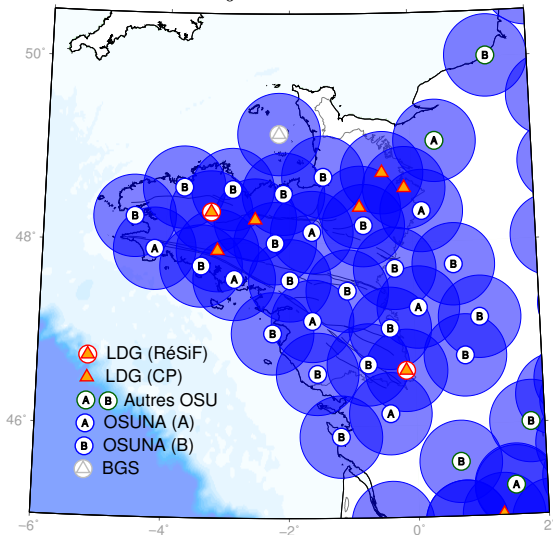 50°
B
A
B
B B B
B A
48°
A B
A B
B B B
A B B
A B
B A B
B B
B
LDG (RéSiF)
LDG (CP)
A B Autres OSU
A OSUNA (A)
B OSUNA (B)
BGS
46°
A A
B
B
A
−6° −4° −2° 0° 2°